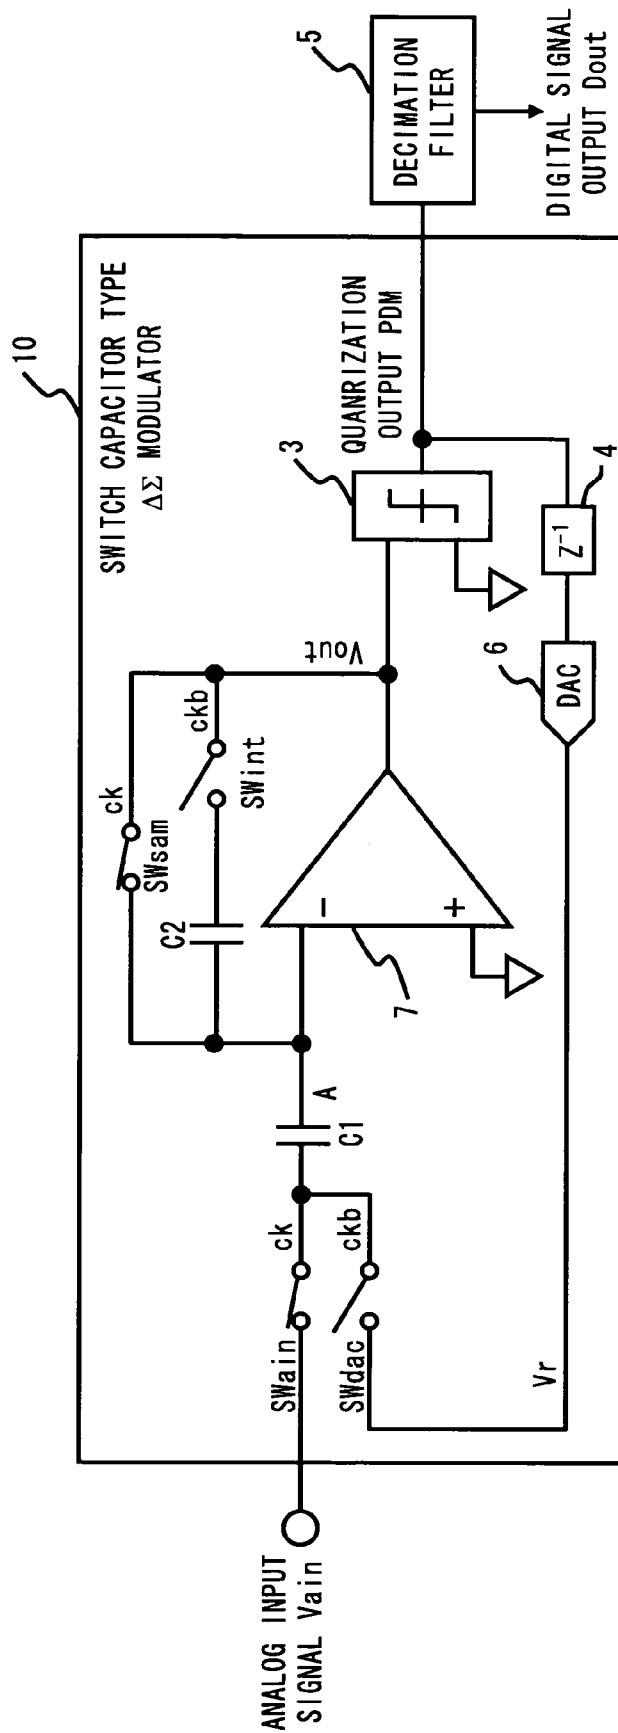 10
SWITCH CAPACITOR TYPE
ΔΣ MODULATOR
5
DECIMATION
FILTER
DIGITAL SIGNAL
OUTPUT Dout
QUANRIZATION
OUTPUT PDM
3
Z⁻¹
4
6
DAC
Vout
ck
SWsam
ckb
SWint
C2
−
+
7
A
C1
ck
SWain
ckb
SWdac
Vr
ANALOG INPUT
SIGNAL Vain